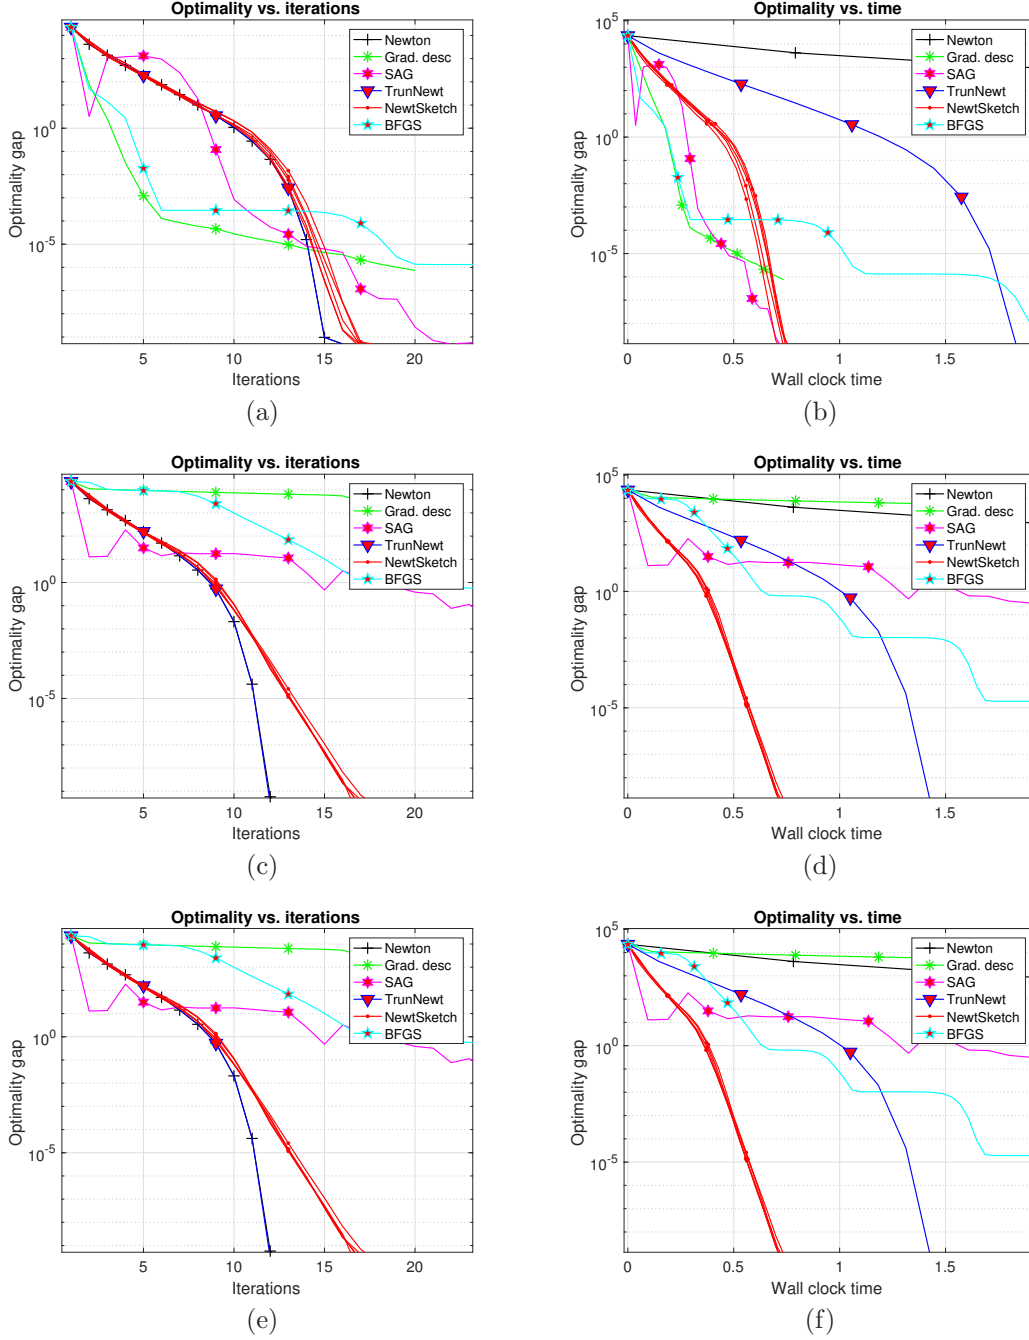 Optimality vs. iterations
Optimality gap
10^0
10^-5
Newton
Grad. desc
SAG
TrunNewt
NewtSketch
BFGS
5 10 15 20
Iterations
(a)
Optimality vs. time
Optimality gap
10^5
10^0
10^-5
Newton
Grad. desc
SAG
TrunNewt
NewtSketch
BFGS
0 0.5 1 1.5
Wall clock time
(b)
Optimality vs. iterations
Optimality gap
10^0
10^-5
Newton
Grad. desc
SAG
TrunNewt
NewtSketch
BFGS
5 10 15 20
Iterations
(c)
Optimality vs. time
Optimality gap
10^5
10^0
10^-5
Newton
Grad. desc
SAG
TrunNewt
NewtSketch
BFGS
0 0.5 1 1.5
Wall clock time
(d)
Optimality vs. iterations
Optimality gap
10^0
10^-5
Newton
Grad. desc
SAG
TrunNewt
NewtSketch
BFGS
5 10 15 20
Iterations
(e)
Optimality vs. time
Optimality gap
10^5
10^0
10^-5
Newton
Grad. desc
SAG
TrunNewt
NewtSketch
BFGS
0 0.5 1 1.5
Wall clock time
(f)